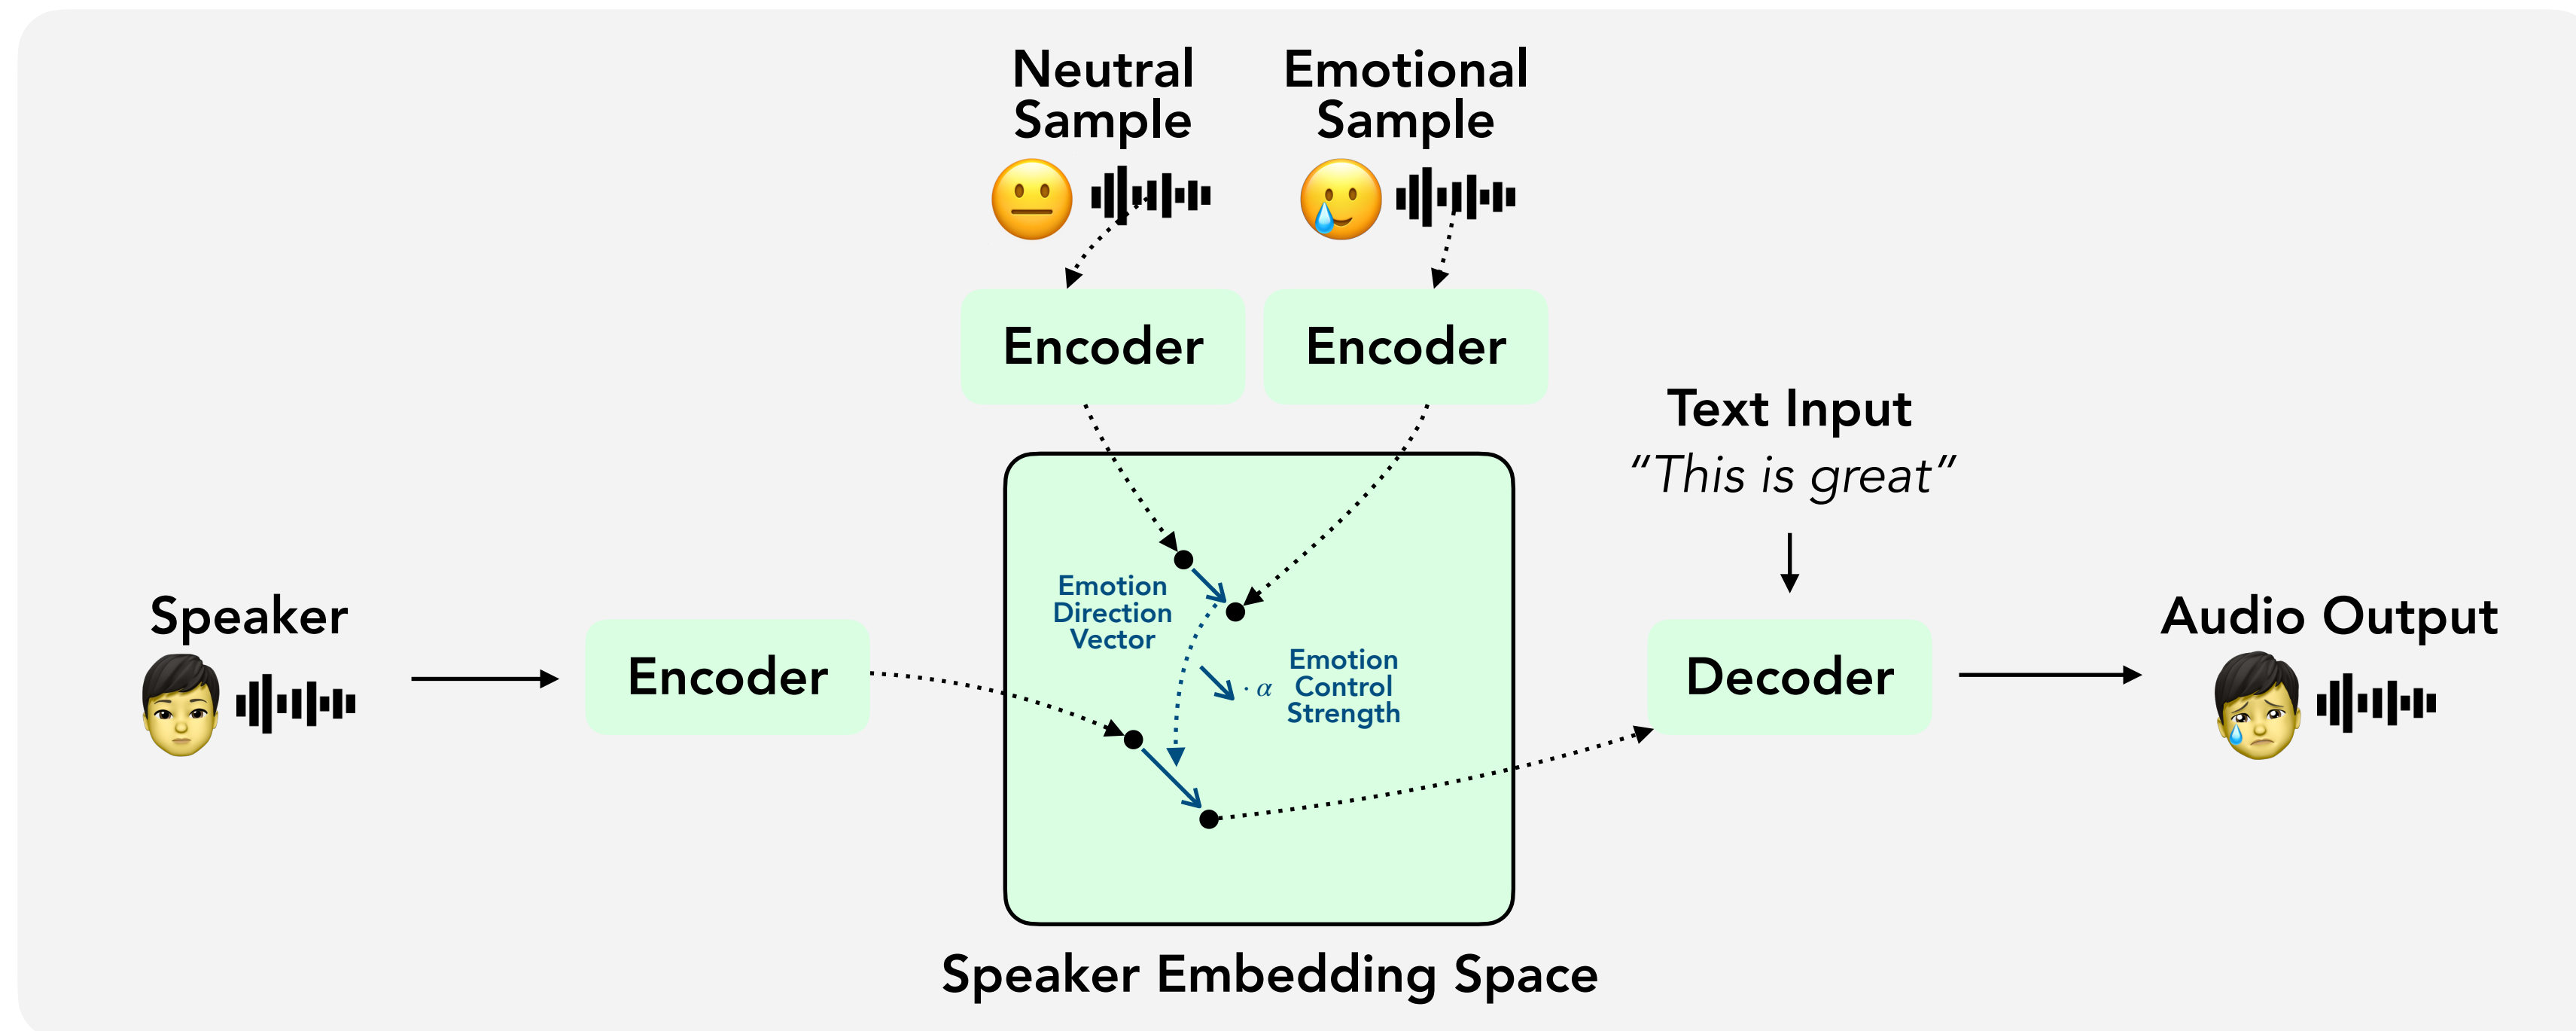 Neutral
Sample
Emotional
Sample
Encoder
Encoder
Text Input
“This is great”
Speaker
Encoder
Emotion
Direction
Vector
· α
Emotion
Control
Strength
Decoder
Audio Output
Speaker Embedding Space